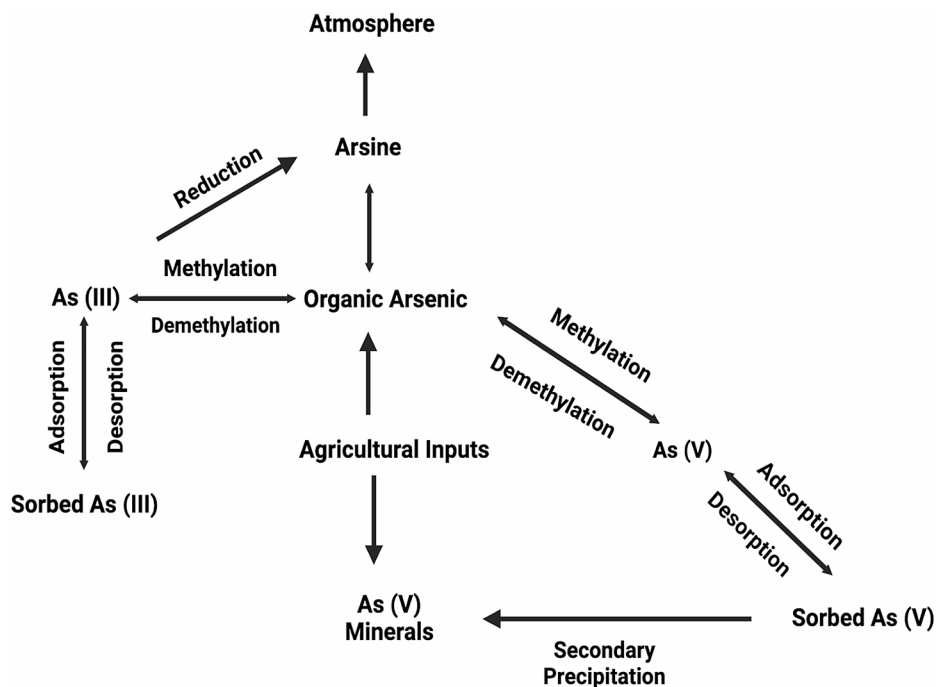 Atmosphere
Arsine
Reduction
Methylation
As (III)
Organic Arsenic
Demethylation
Methylation
Demethylation
Adsorption
Desorption
Agricultural Inputs
As (V)
Sorbed As (III)
Adsorption
Desorption
As (V)
Minerals
Sorbed As (V)
Secondary
Precipitation